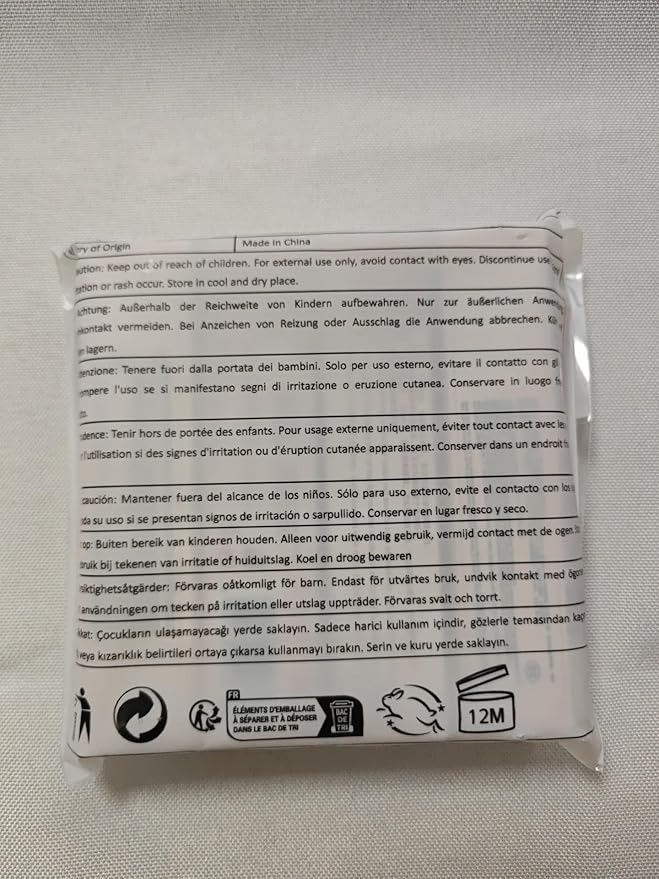 of Origin Made In China
Keep out of reach of children. For external use only, avoid contact with eyes. Discontinue use
or rash occur. Store in cool and dry place.
Außerhalb der Reichweite von Kindern aufbewahren. Nur zur äußerlichen
vermeiden. Bei Anzeichen von Reizung oder Ausschlag die Anwendung abbrechen.
lagern.
Tenere fuori dalla portata dei bambini. Solo per uso esterno, evitare il contatto con
l'uso se si manifestano segni di irritazione o eruzione cutanea. Conservare in luogo
Tenir hors de portée des enfants. Pour usage externe uniquement, éviter tout contact avec
l'utilisation si des signes d'irritation ou d'éruption cutanée apparaissent. Conserver dans un endroit
Mantener fuera del alcance de los niños. Sólo para uso externo, evite el contacto con los
su uso si se presentan signos de irritación o sarpullido. Conservar en lugar fresco y seco.
Buiten bereik van kinderen houden. Alleen voor uitwendig gebruik, vermijd contact met de ogen.
bij tekenen van irritatie of huiduitslag. Koel en droog bewaren
Förvaras oåtkomligt för barn. Endast för utvärtes bruk, undvik kontakt med
användningen om tecken på irritation eller utslag uppträder. Förvaras svalt och torrt.
Çocukların ulaşamayacağı yerde saklayın. Sadece harici kullanım içindir, gözlerle temasından
veya kızarıklık belirtileri ortaya çıkarsa kullanmayı bırakın. Serin ve kuru yerde saklayın.
FR
ÉLÉMENTS D'EMBALLAGE
À SÉPARER ET À DÉPOSER
DANS LE BAC DE TRI
BAC
DE
TRI
12M